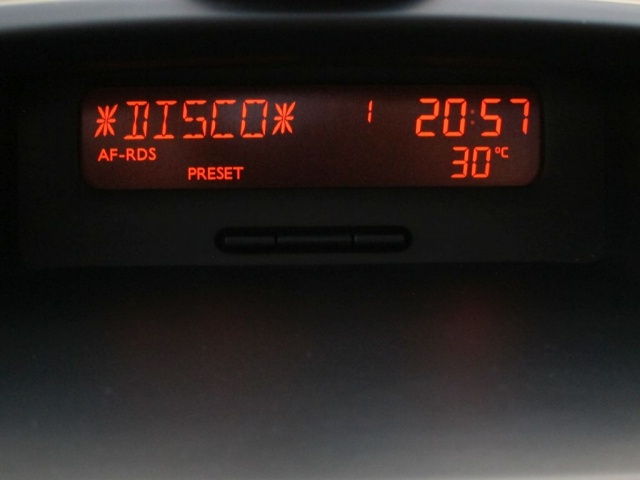 *DISCO* 1 20:57
AF-RDS 30°C
PRESET